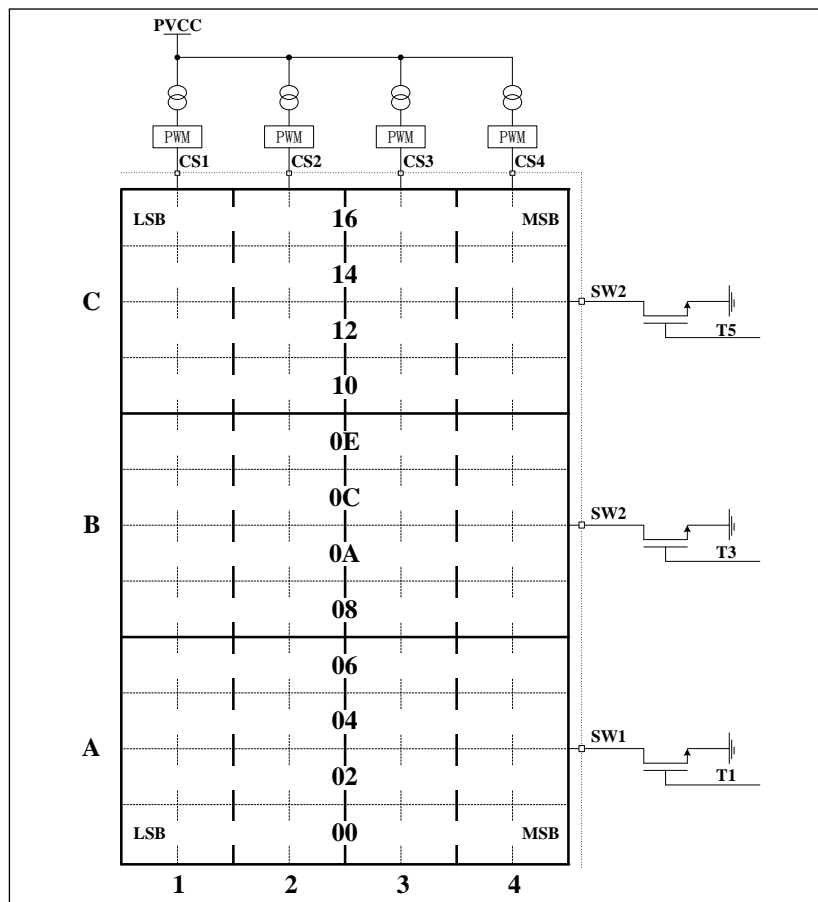 PVCC
PWM PWM PWM PWM
CS1 CS2 CS3 CS4
LSB 16 MSB
14
C SW2
T5
12
10
0E
0C
B SW2
T3
0A
08
06
04
A SW1
T1
02
LSB 00 MSB
1 2 3 4